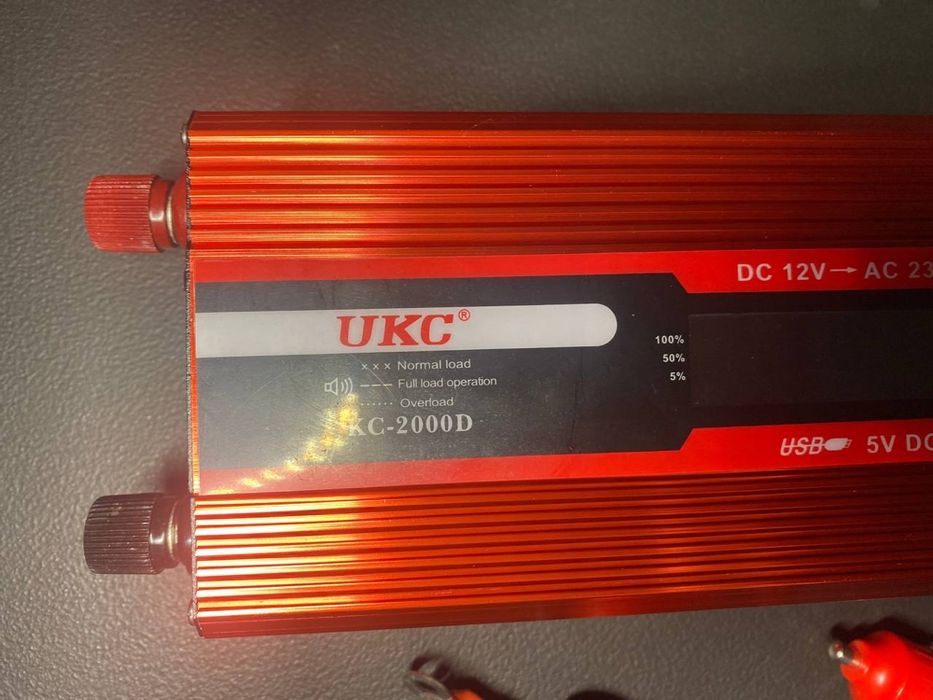 DC 12V → AC 23
UKC®
100%
50%
5%
x x x Normal load
--- Full load operation
...... Overload
KC-2000D
USB 5V DC